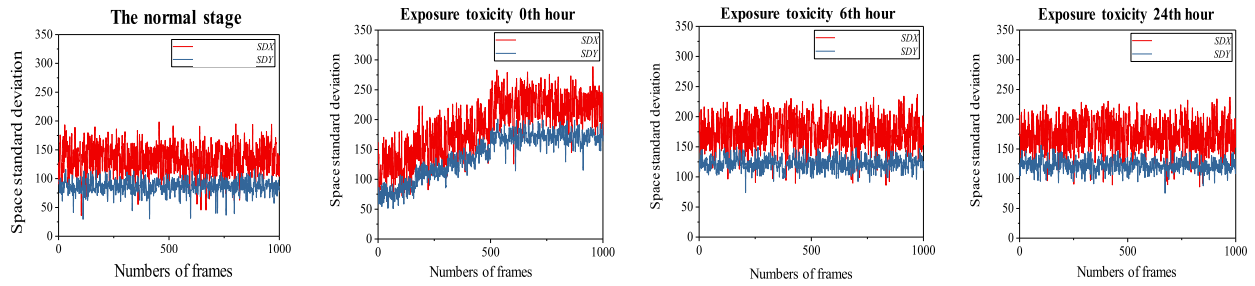 The normal stage
350
300
250
200
150
100
50
0
Space standard deviation
SDX
SDY
0
500
1000
Numbers of frames
Exposure toxicity 0th hour
350
300
250
200
150
100
50
0
Space standard deviation
SDX
SDY
0
500
1000
Numbers of frames
Exposure toxicity 6th hour
350
300
250
200
150
100
50
0
Space standard deviation
SDX
SDY
0
500
1000
Numbers of frames
Exposure toxicity 24th hour
350
300
250
200
150
100
50
0
Space standard deviation
SDX
SDY
0
500
1000
Numbers of frames